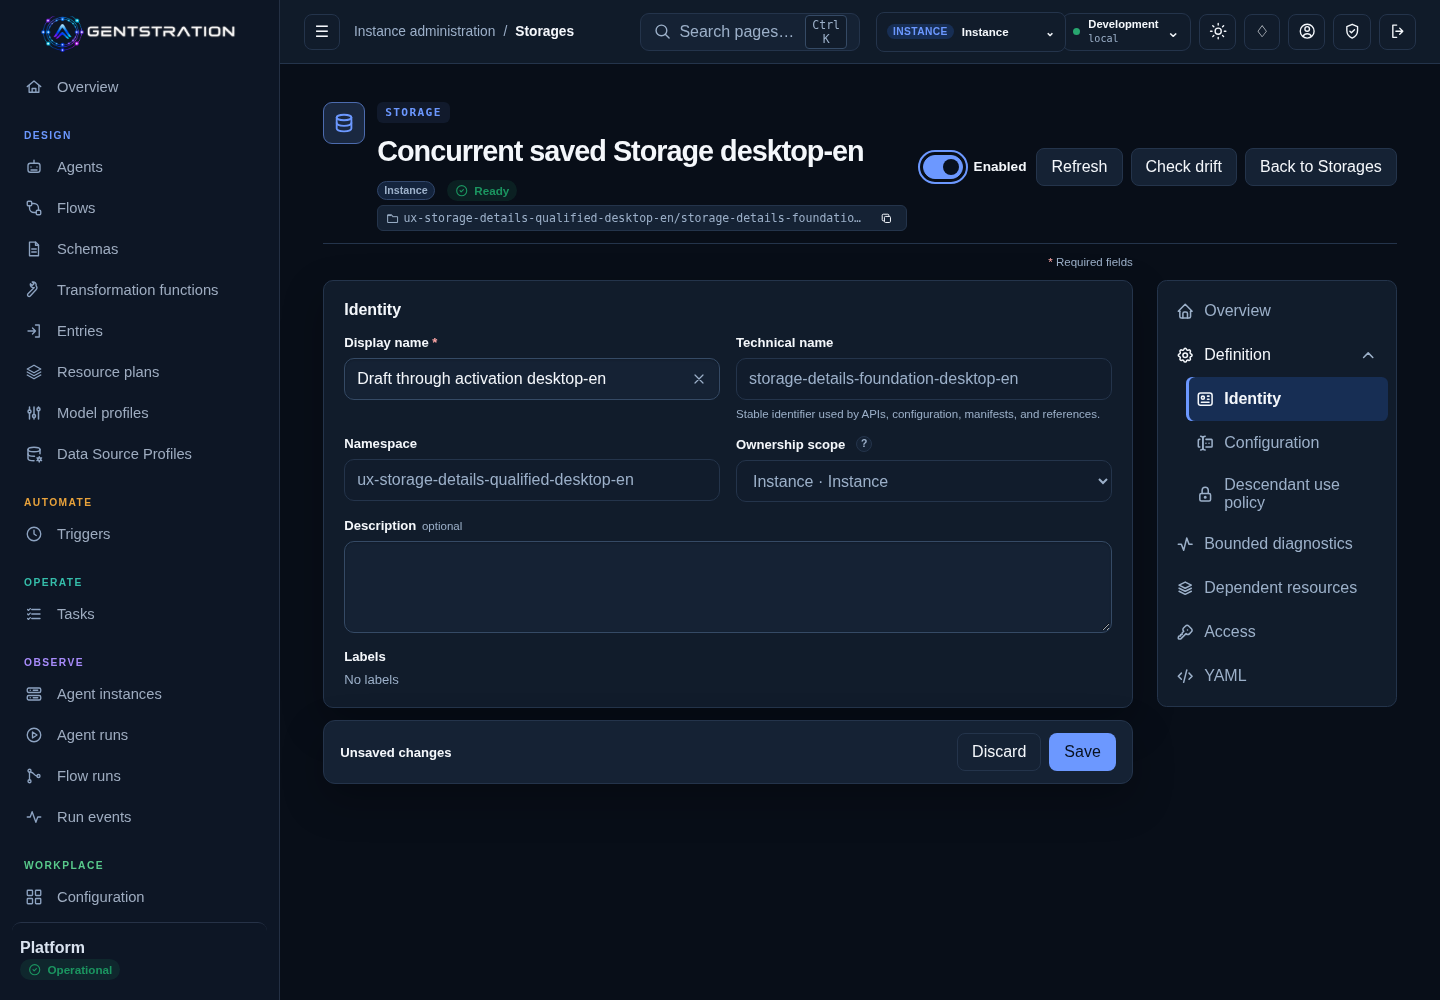 GENTSTRATION
Overview
DESIGN
Agents
Flows
Schemas
Transformation functions
Entries
Resource plans
Model profiles
Data Source Profiles
AUTOMATE
Triggers
OPERATE
Tasks
OBSERVE
Agent instances
Agent runs
Flow runs
Run events
WORKPLACE
Configuration
Platform
Operational
Instance administration / Storages
Search pages…
Ctrl
K
INSTANCE Instance
Development
local
STORAGE
Concurrent saved Storage desktop-en
Instance Ready
ux-storage-details-qualified-desktop-en/storage-details-foundatio…
Enabled
Refresh
Check drift
Back to Storages
* Required fields
Identity
Display name *
Draft through activation desktop-en
Technical name
storage-details-foundation-desktop-en
Stable identifier used by APIs, configuration, manifests, and references.
Namespace
ux-storage-details-qualified-desktop-en
Ownership scope ?
Instance · Instance
Description optional
Labels
No labels
Unsaved changes
Discard
Save
Overview
Definition
Identity
Configuration
Descendant use
policy
Bounded diagnostics
Dependent resources
Access
YAML